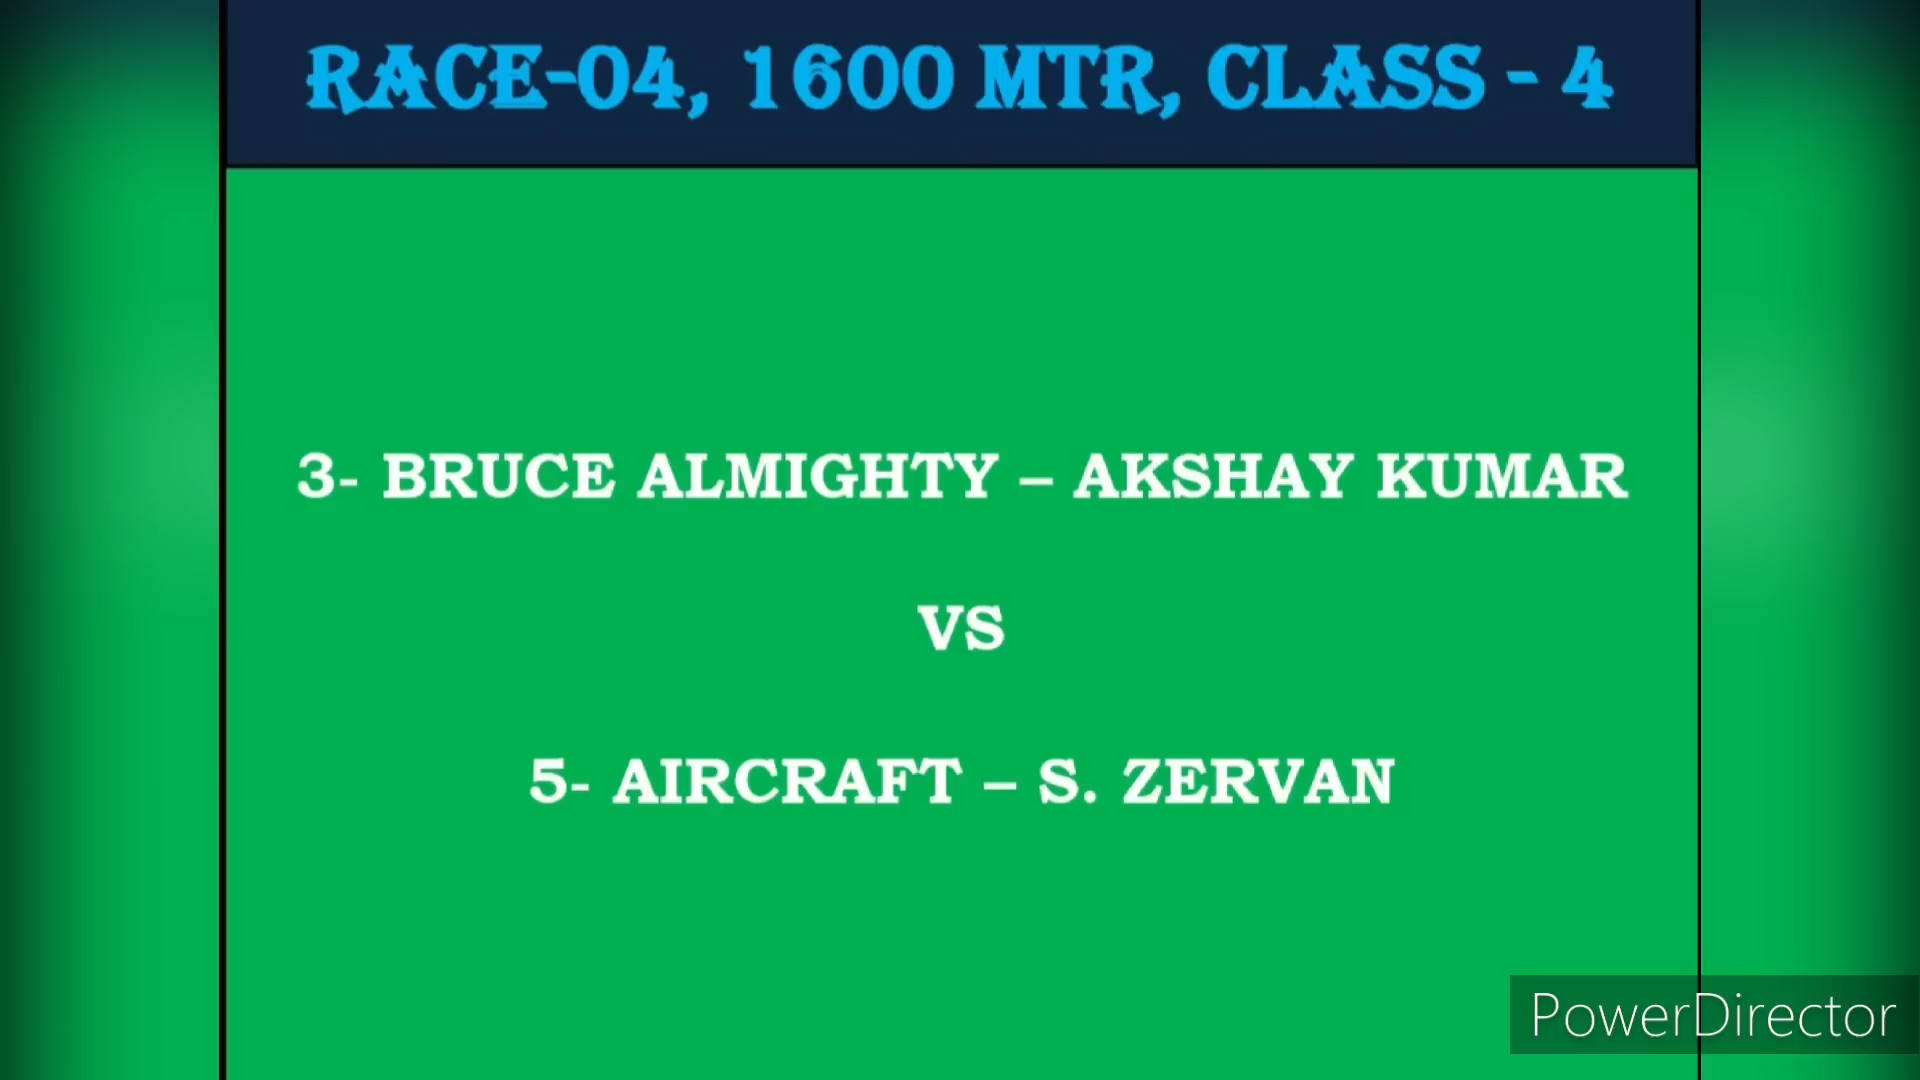 RACE-04, 1600 MTR, CLASS - 4
3- BRUCE ALMIGHTY – AKSHAY KUMAR
VS
5- AIRCRAFT – S. ZERVAN
PowerDirector